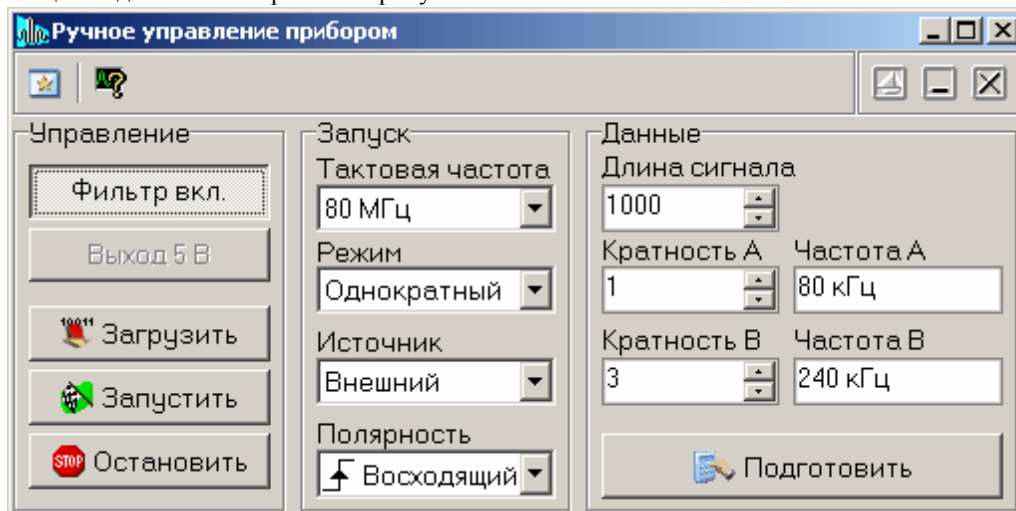 Ручное управление прибором
Управление
Фильтр вкл.
Выход 5 В
Загрузить
Запустить
STOP Остановить
Запуск
Тактовая частота
80 МГц
Режим
Однократный
Источник
Внешний
Полярность
Восходящий
Данные
Длина сигнала
1000
Кратность A Частота A
1 80 кГц
Кратность B Частота B
3 240 кГц
Подготовить